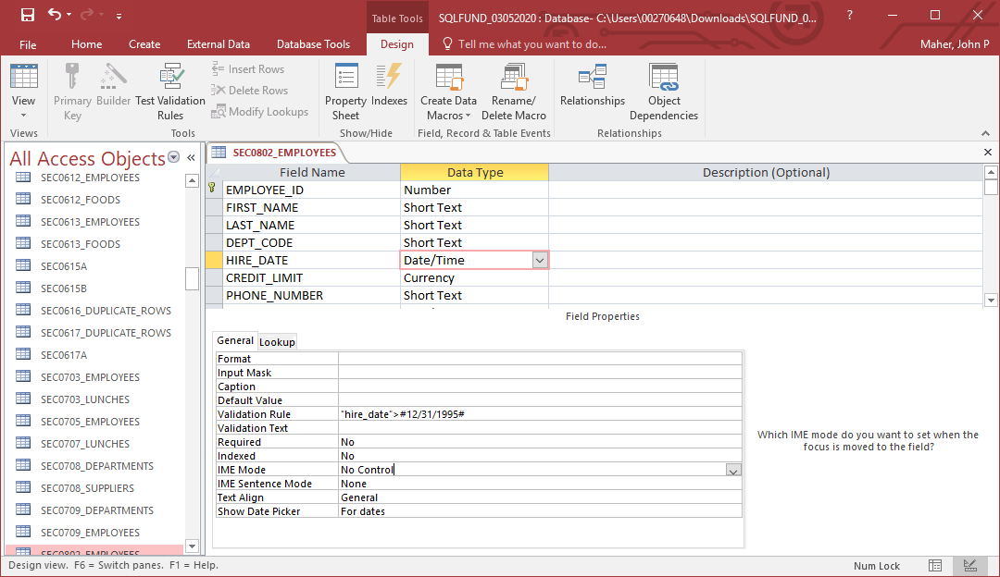 Table Tools
SQLFUND_03052020 : Database- C:\Users\00270648\Downloads\SQLFUND_0...
?
File
Home
Create
External Data
Database Tools
Design
Tell me what you want to do...
Maher, John P
View
Primary Key
Builder
Test Validation Rules
Insert Rows
Delete Rows
Modify Lookups
Property Sheet
Indexes
Create Data Macros
Rename/ Delete Macro
Relationships
Object Dependencies
Views
Tools
Show/Hide
Field, Record & Table Events
Relationships
All Access Objects
SEC0612_EMPLOYEES
SEC0612_FOODS
SEC0613_EMPLOYEES
SEC0613_FOODS
SEC0615A
SEC0615B
SEC0616_DUPLICATE_ROWS
SEC0617_DUPLICATE_ROWS
SEC0617A
SEC0703_EMPLOYEES
SEC0703_LUNCHES
SEC0705_EMPLOYEES
SEC0707_LUNCHES
SEC0708_DEPARTMENTS
SEC0708_SUPPLIERS
SEC0709_DEPARTMENTS
SEC0709_EMPLOYEES
SEC0802_EMPLOYEES
SEC0802_EMPLOYEES
Field Name Data Type Description (Optional)
EMPLOYEE_ID Number
FIRST_NAME Short Text
LAST_NAME Short Text
DEPT_CODE Short Text
HIRE_DATE Date/Time
CREDIT_LIMIT Currency
PHONE_NUMBER Short Text
Field Properties
General Lookup
Format
Input Mask
Caption
Default Value
Validation Rule "hire_date">#12/31/1995#
Validation Text
Required No
Indexed No
IME Mode No Control
IME Sentence Mode None
Text Align General
Show Date Picker For dates
Which IME mode do you want to set when the
focus is moved to the field?
Design view. F6 = Switch panes. F1 = Help.
Num Lock